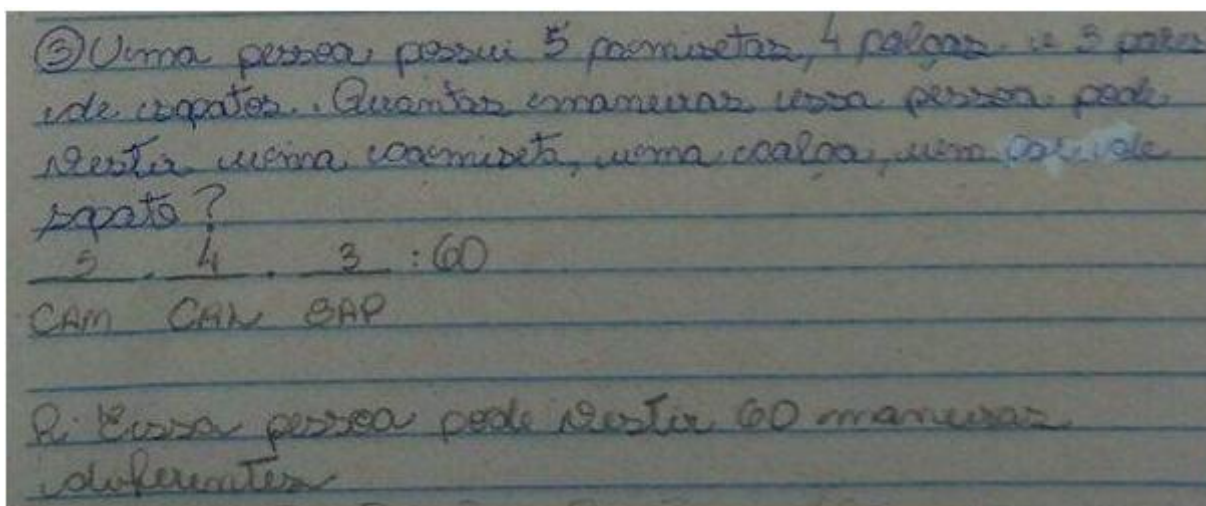 ③ Uma pessoa possui 5 camisetas, 4 calças e 3 pares
de sapatos. Quantas maneiras essa pessoa pode
vestir uma camiseta, uma calça, um par de
sapato?
5 . 4 . 3 : 60
CAM CAL SAP
R: Essa pessoa pode vestir 60 maneiras
diferentes